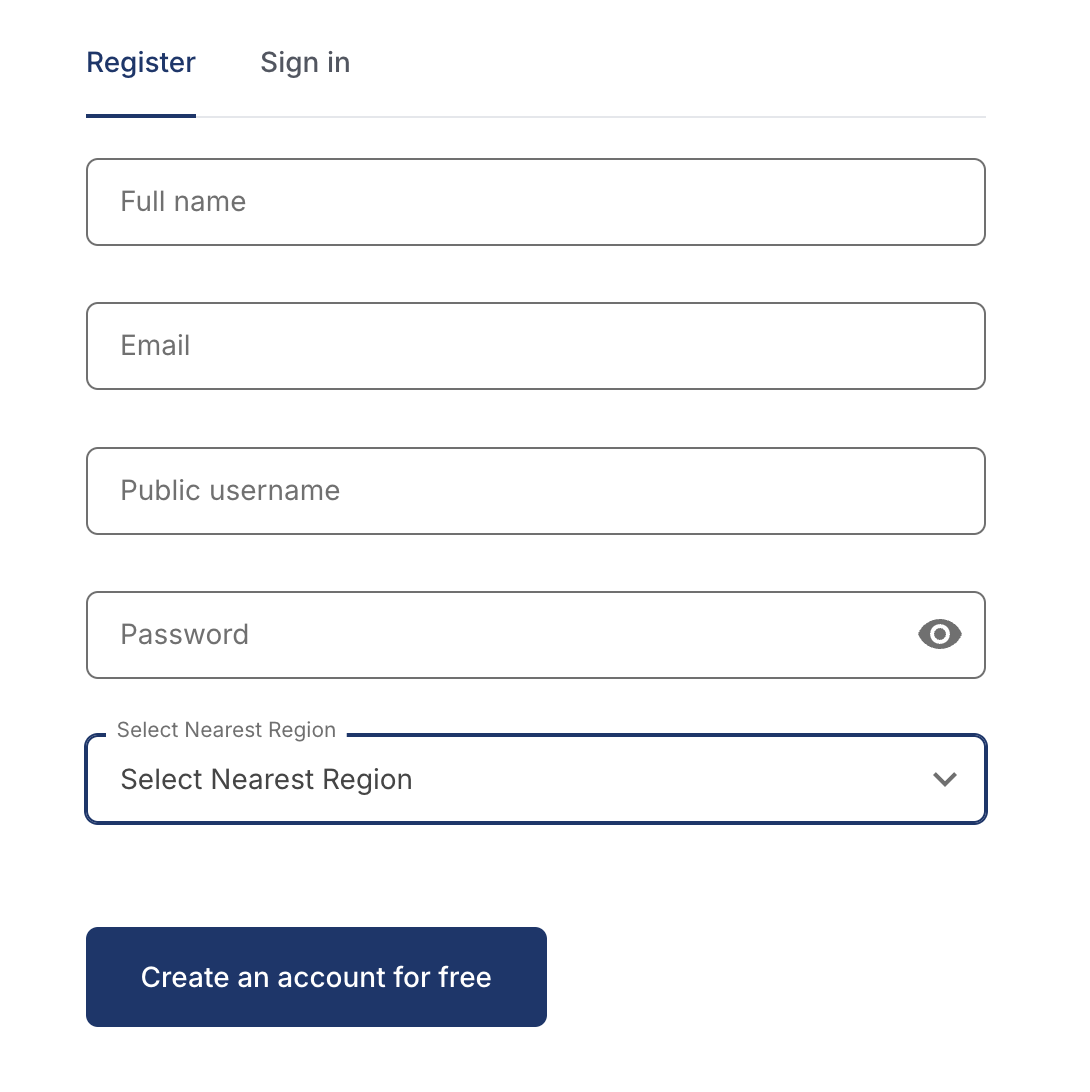 Register Sign in
Full name
Email
Public username
Password
Select Nearest Region
Select Nearest Region
Create an account for free